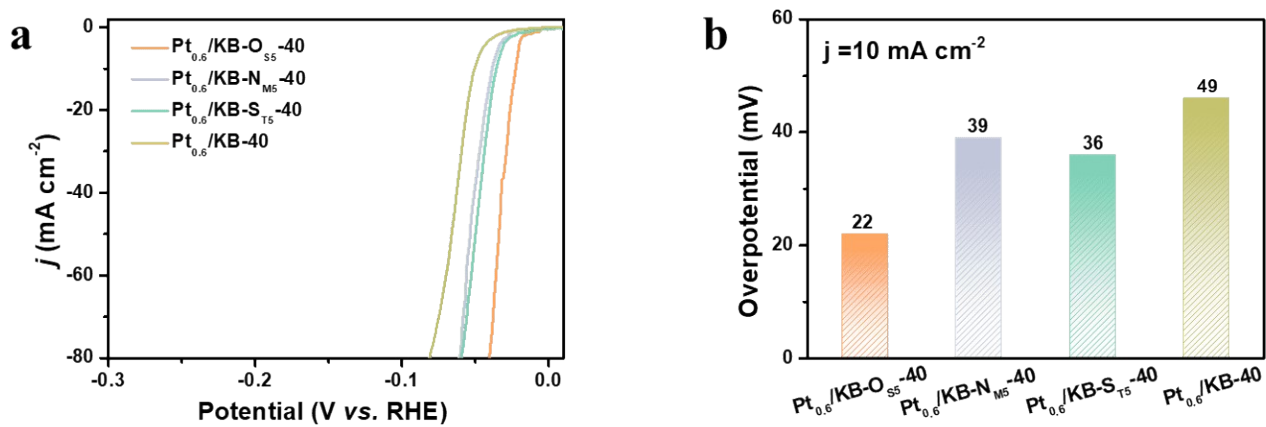 a
Pt0.6/KB-OS5-40
Pt0.6/KB-NM5-40
Pt0.6/KB-ST5-40
Pt0.6/KB-40
0
-20
-40
-60
-80
j (mA cm-2)
-0.3
-0.2
-0.1
0.0
Potential (V vs. RHE)
b
j =10 mA cm-2
60
40
20
0
Overpotential (mV)
22
39
36
49
Pt0.6/KB-OS5-40
Pt0.6/KB-NM5-40
Pt0.6/KB-ST5-40
Pt0.6/KB-40